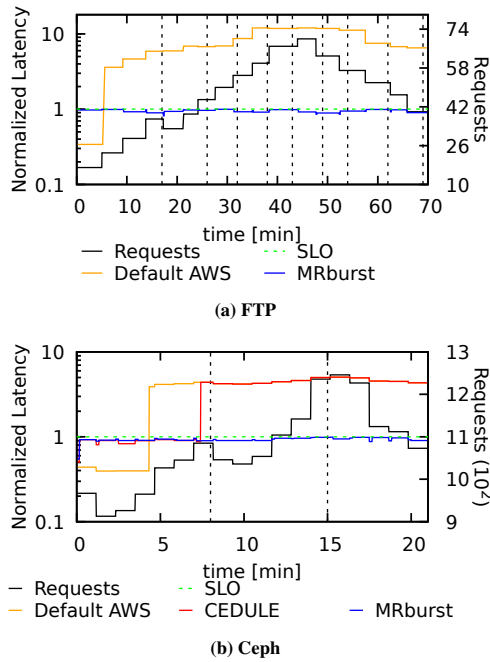 Normalized Latency
10
1
0.1
74
58
42
26
10
Requests
0 10 20 30 40 50 60 70
time [min]
Requests SLO
Default AWS MRburst
(a) FTP
Normalized Latency
10
1
0.1
13
12
11
10
9
Requests (10²)
0 5 10 15 20
time [min]
Requests SLO
Default AWS CEDULE MRburst
(b) Ceph